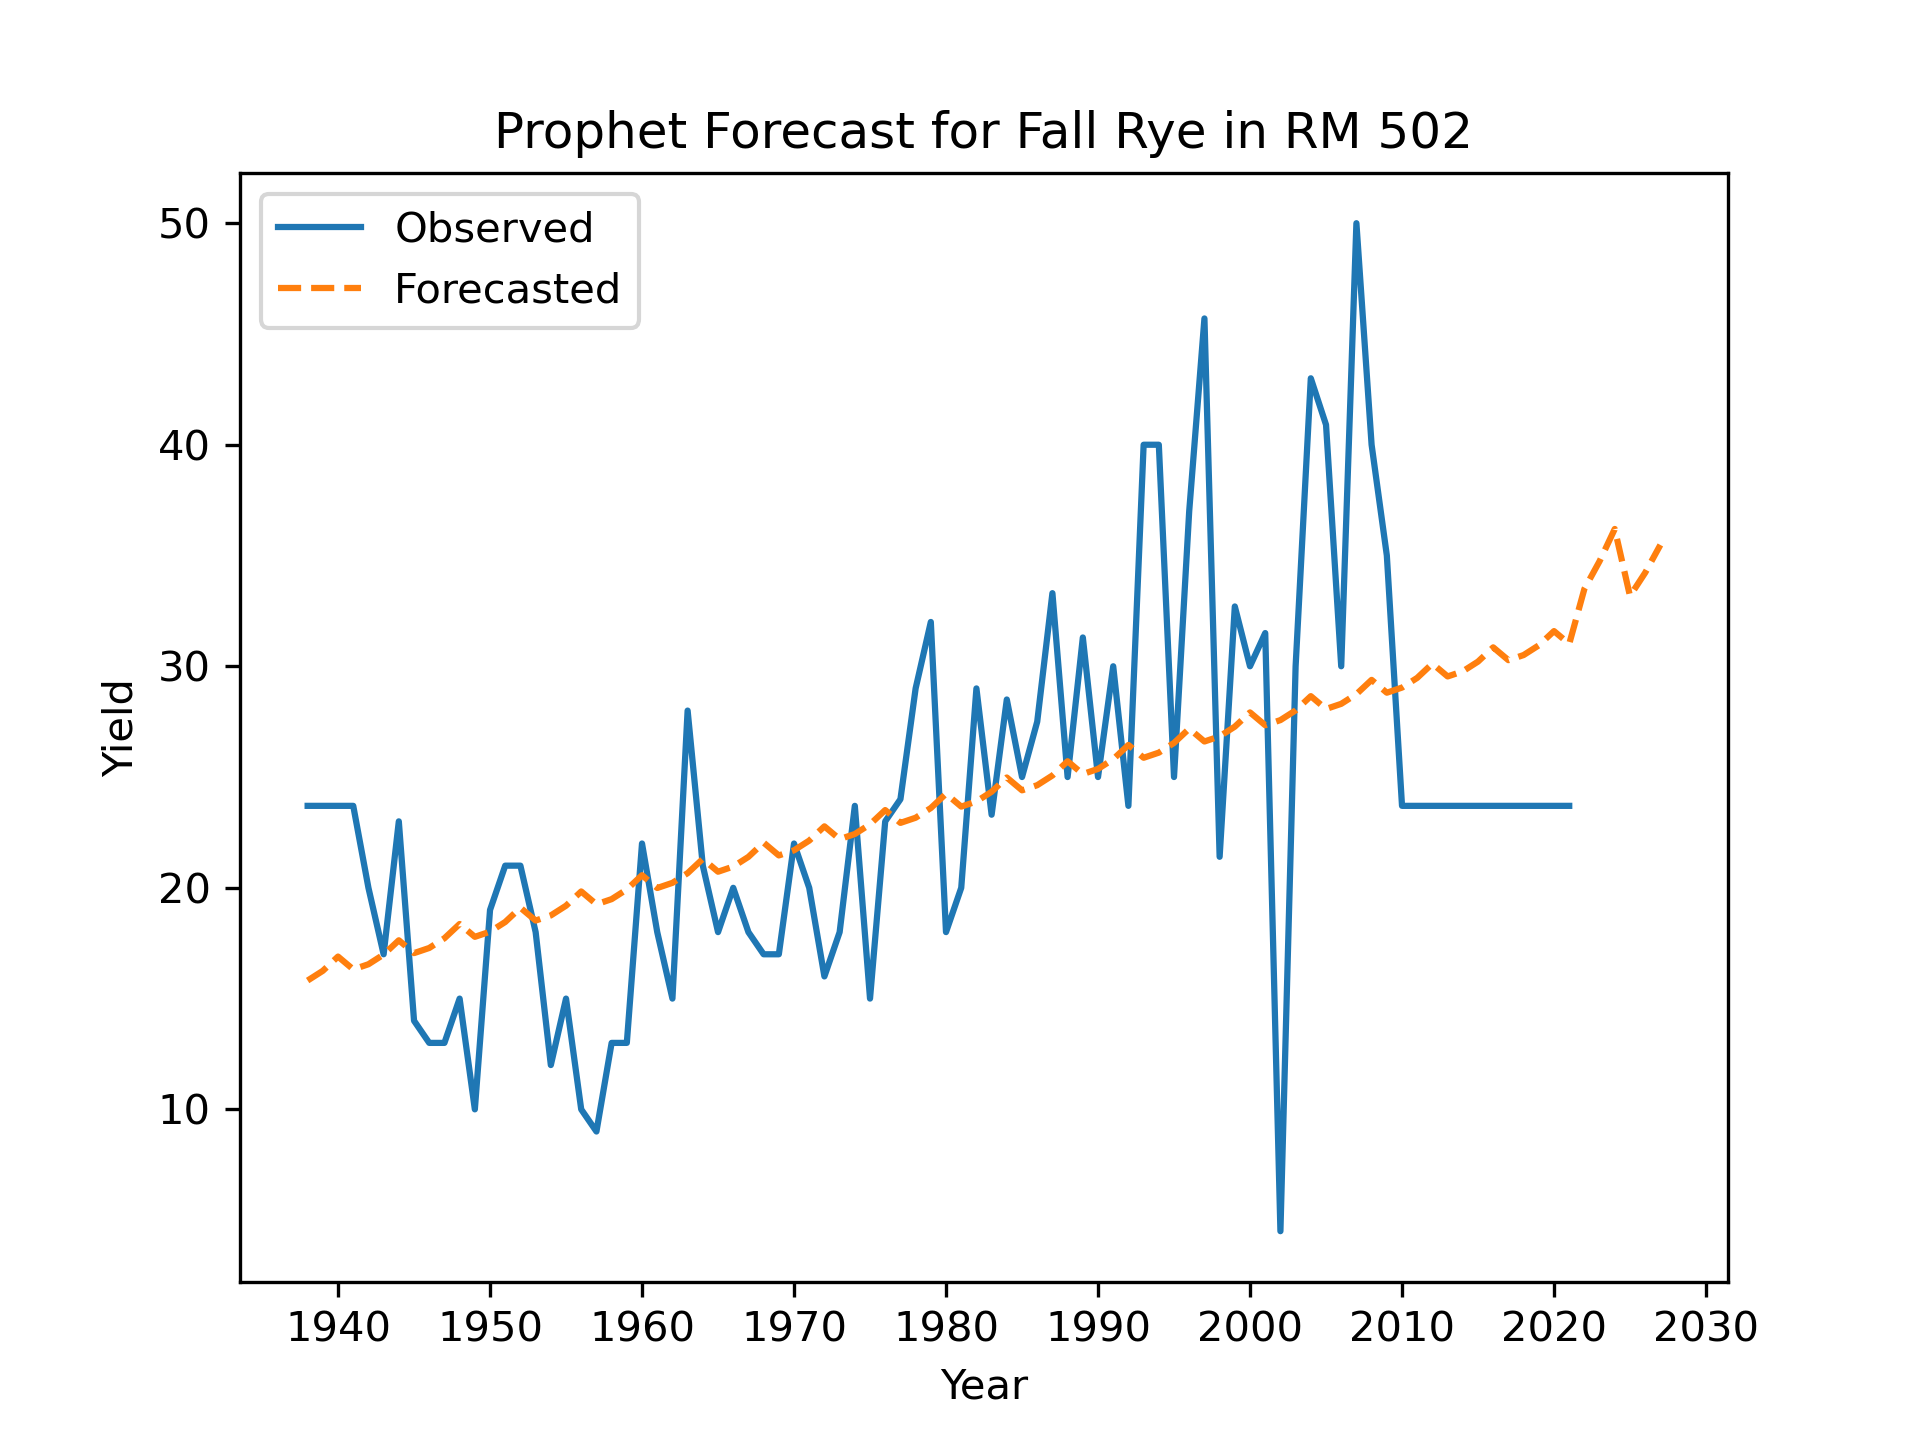 Prophet Forecast for Fall Rye in RM 502
Observed
Forecasted
50
40
30
20
10
Yield
1940 1950 1960 1970 1980 1990 2000 2010 2020 2030
Year